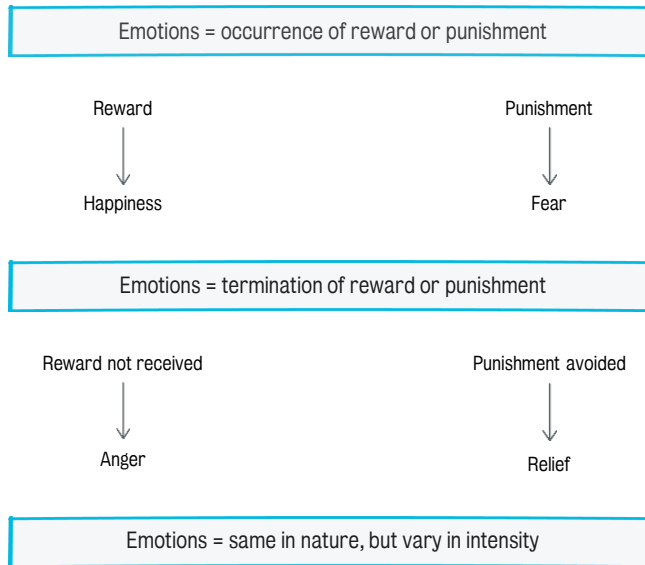 Emotions = occurrence of reward or punishment
Reward
Punishment
Happiness
Fear
Emotions = termination of reward or punishment
Reward not received
Punishment avoided
Anger
Relief
Emotions = same in nature, but vary in intensity